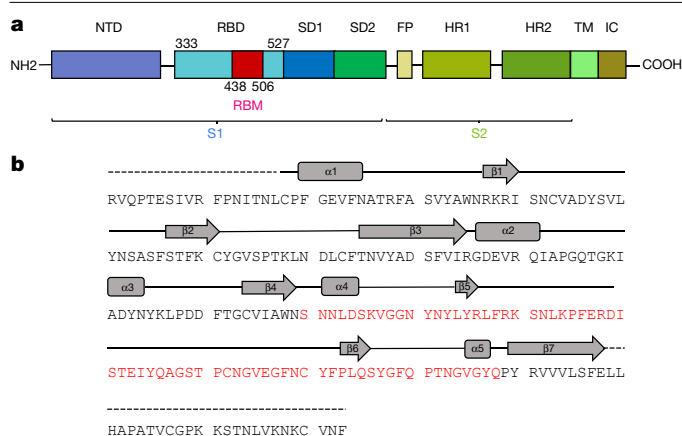 a
NTD RBD SD1 SD2 FP HR1 HR2 TM IC
333 527
NH2 COOH
438 506
RBM
S1 S2
b
α1 β1
RVQPTESIVR FPNITNLCPF GEVFNATRFA SVYAWNRKRI SNCVADYSVL
β2 β3 α2
YNSASFSTFK CYGVSPTKLN DLCFTNVYAD SFVIRGDEVR QIAPGQTGKI
α3 β4 α4 β5
ADYNYKLPDD FTGCVIAWNS NNLDSKVGGN YNYLYRLFRK SNLKPFERDI
β6 α5 β7
STEIYQAGST PCNGVEGFNC YFPLQSYGFQ PTNGVGYQPY RVVVLSFELL
HAPATVCGPK KSTNLVKNKC VNF